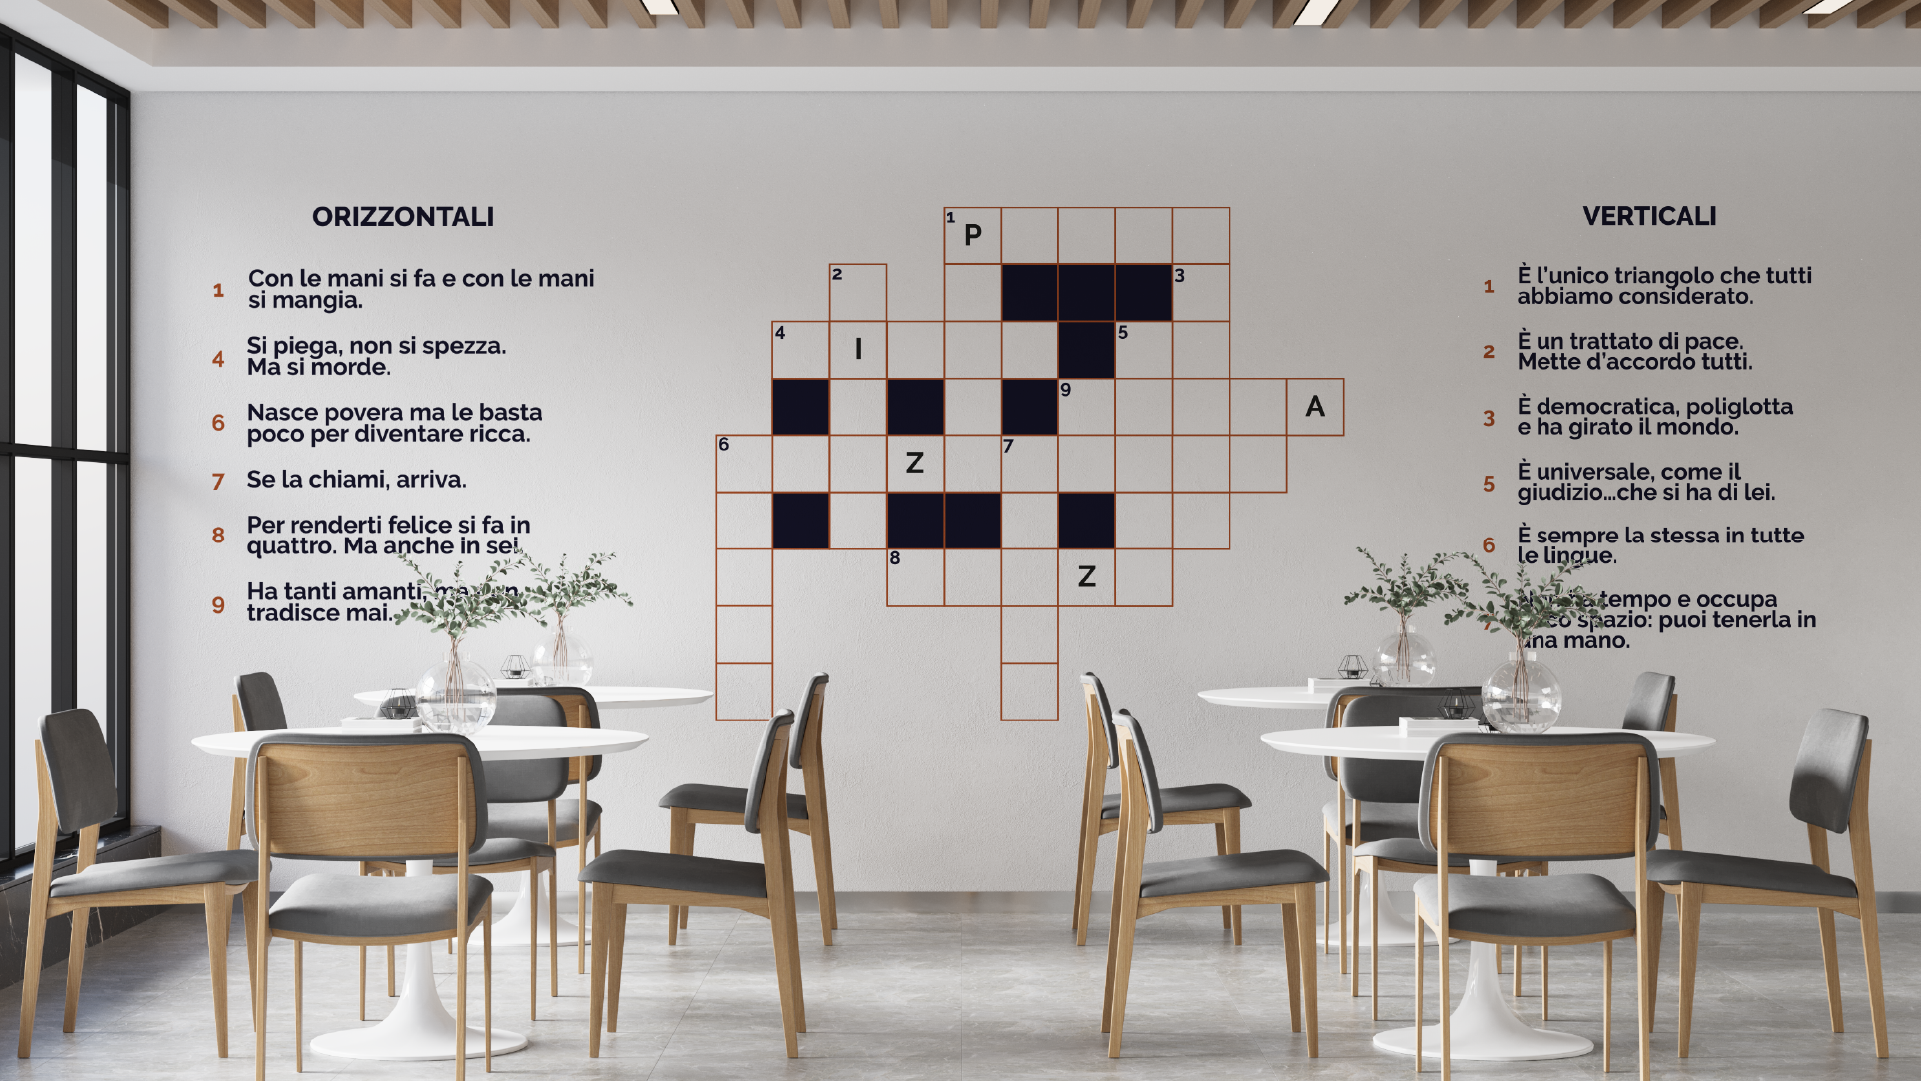 ORIZZONTALI
1 Con le mani si fa e con le mani
si mangia.
4 Si piega, non si spezza.
Ma si morde.
6 Nasce povera ma le basta
poco per diventare ricca.
7 Se la chiami, arriva.
8 Per renderti felice si fa in
quattro. Ma anche in sei.
9 Ha tanti amanti,
tradisce mai.
1 P
2
3
4 I
5
9 A
6 Z 7
8 Z
VERTICALI
1 È l'unico triangolo che tutti
abbiamo considerato.
2 È un trattato di pace.
Mette d'accordo tutti.
3 È democratica, poliglotta
e ha girato il mondo.
5 È universale, come il
giudizio...che si ha di lei.
6 È sempre la stessa in tutte
le lingue.
7 tempo e occupa
spazio: puoi tenerla in
una mano.